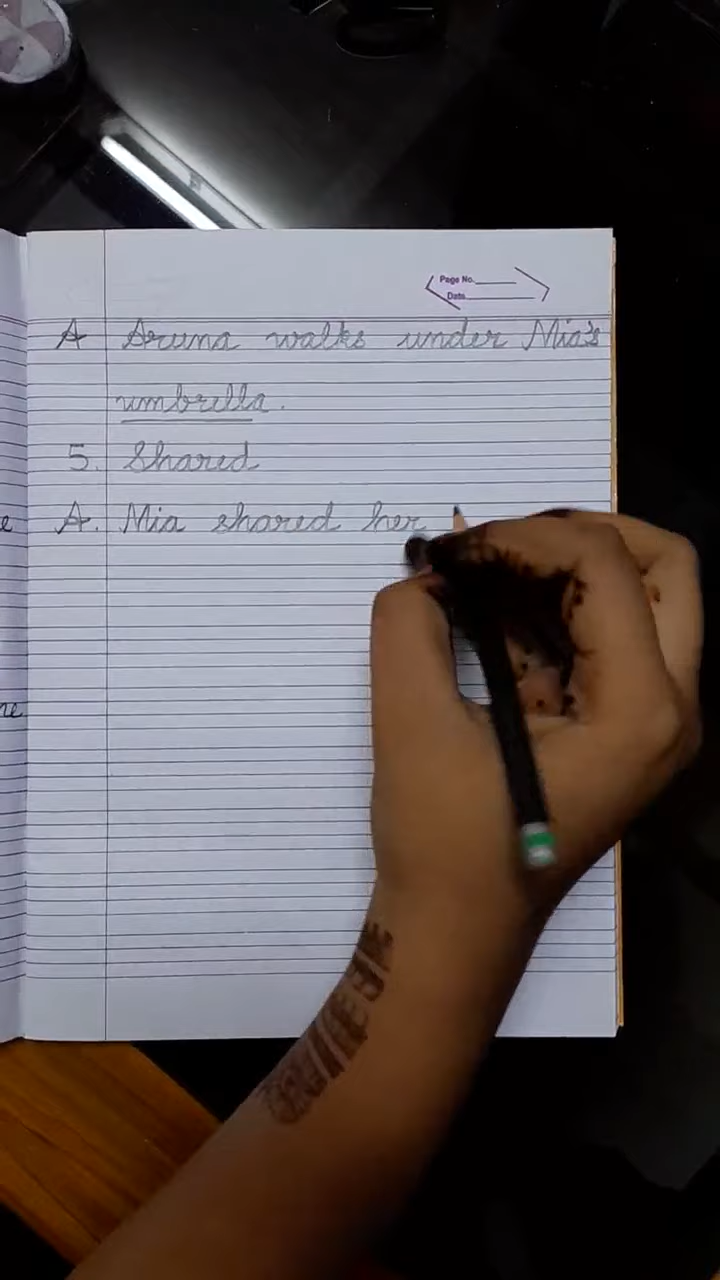 Page No.
Date
A Aruna walks under Mia's
umbrella.
5. Shared
A. Mia shared her